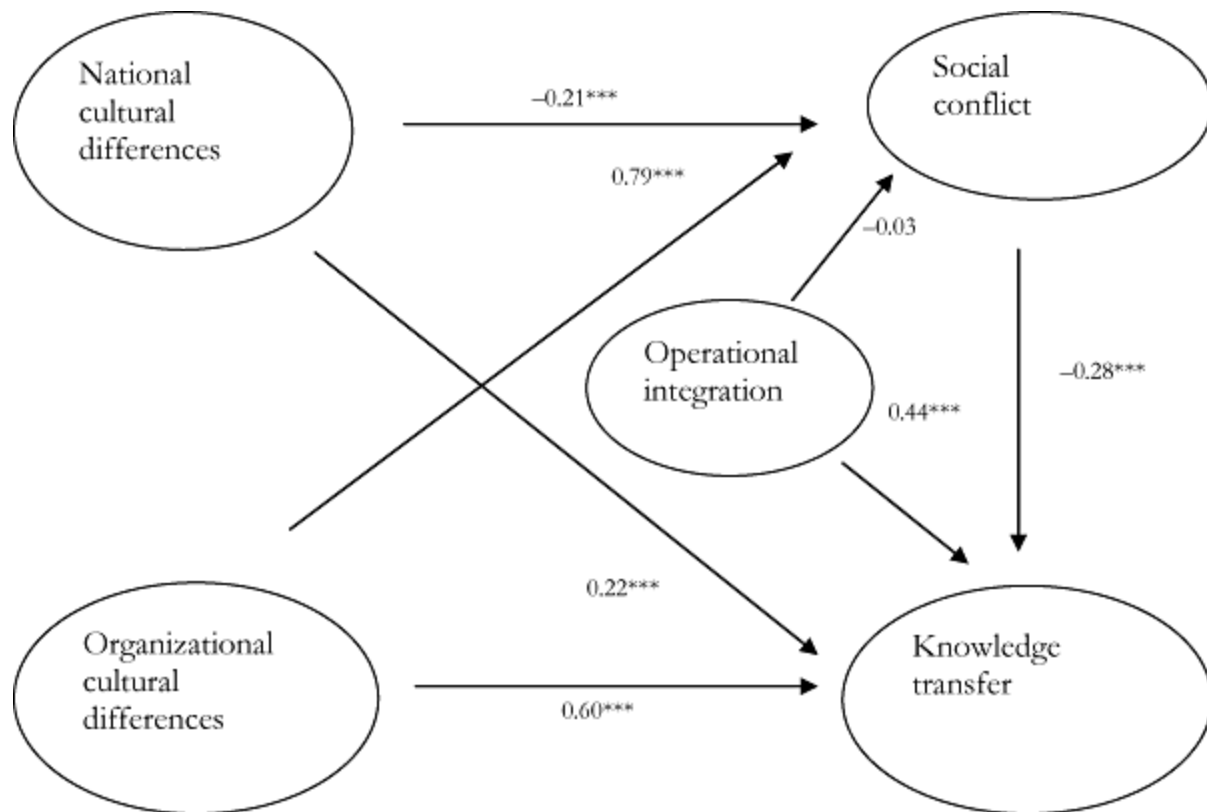 National
cultural
differences
–0.21***
Social
conflict
0.79***
–0.03
Operational
integration
–0.28***
0.44***
0.22***
Organizational
cultural
differences
0.60***
Knowledge
transfer